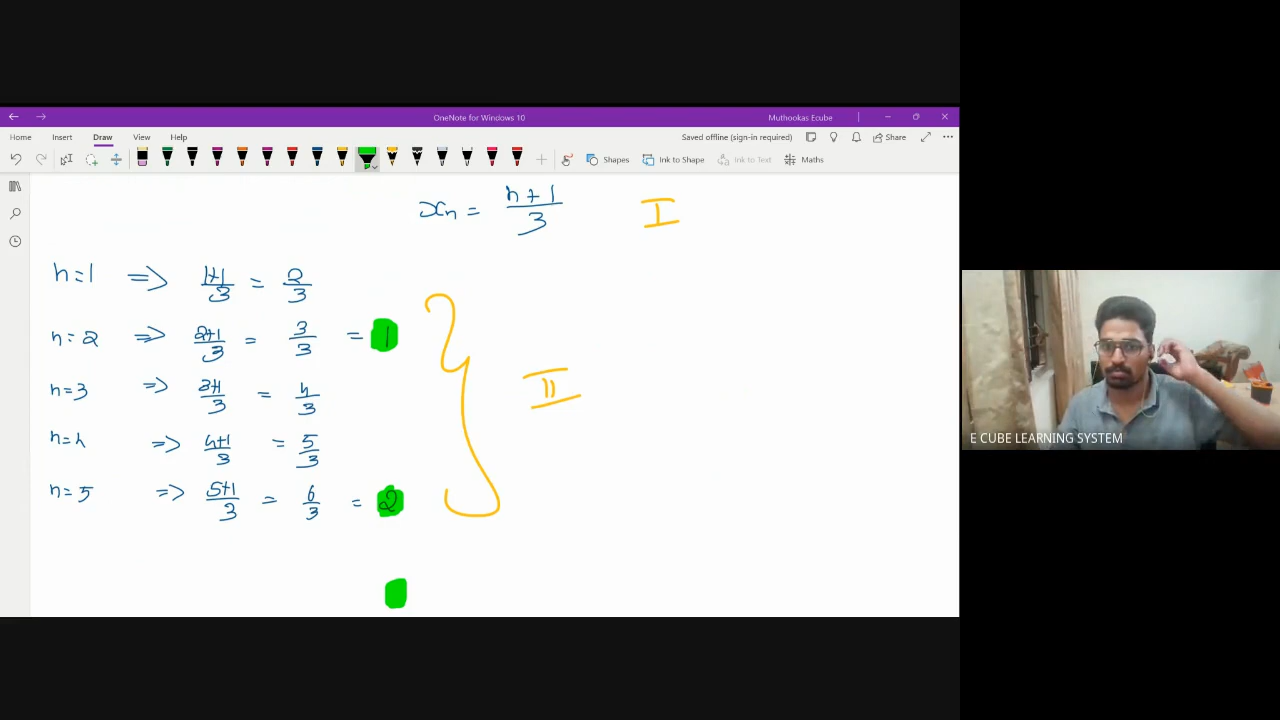 OneNote for Windows 10
Muthookas Ecube
Home Insert Draw View Help
Saved offline (sign-in required) Share
Shapes Ink to Shape Ink to Text Maths
xn = n+1/3 I
n=1 => 1+1/3 = 2/3
n=2 => 2+1/3 = 3/3 = 1
n=3 => 3+1/3 = 4/3
II
n=4 => 4+1/3 = 5/3
n=5 => 5+1/3 = 6/3 = 2
E CUBE LEARNING SYSTEM